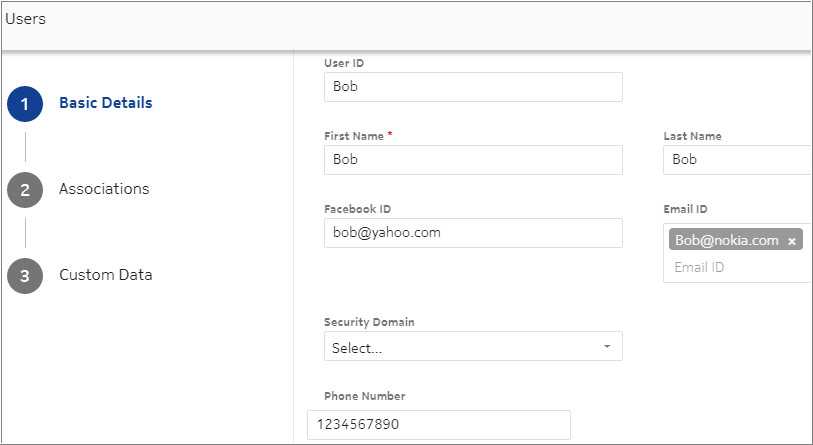 Users
1 Basic Details
2 Associations
3 Custom Data
User ID
Bob
First Name *
Bob
Last Name
Bob
Facebook ID
bob@yahoo.com
Email ID
Bob@nokia.com ×
Email ID
Security Domain
Select...
Phone Number
1234567890